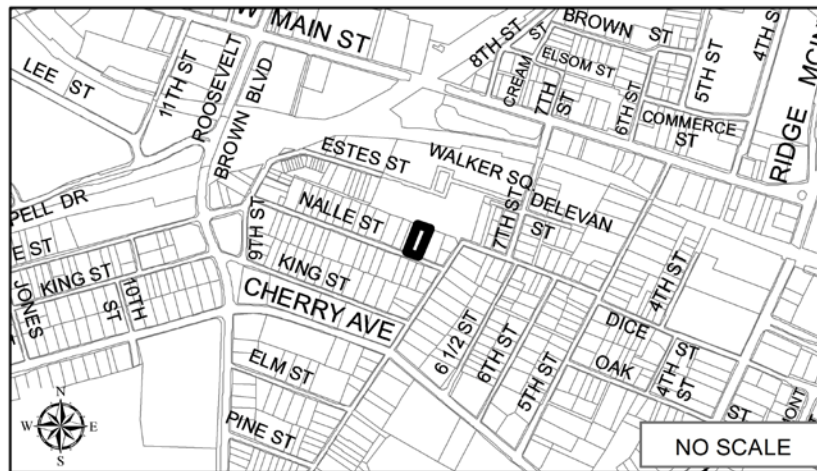 W MAIN ST
LEE ST
11TH ST
ROOSEVELT
BROWN BLVD
8TH ST
CREAM ST
BROWN ST
ELSOM ST
7TH ST
6TH ST
5TH ST
4TH ST
COMMERCE ST
RIDGE MCIN
ESTES ST
WALKER SQ
NALLE ST
7TH ST
DELEVAN ST
PELL DR
E ST
KING ST
JONES
10TH ST
9TH ST
KING ST
CHERRY AVE
4TH ST
6 1/2 ST
6TH ST
5TH ST
DICE ST
OAK ST
4TH ST
MONT
ELM ST
PINE ST
N
W E
S
NO SCALE